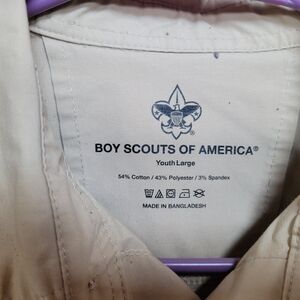 BOY SCOUTS OF AMERICA®
Youth Large
54% Cotton / 43% Polyester / 3% Spandex
MADE IN BANGLADESH